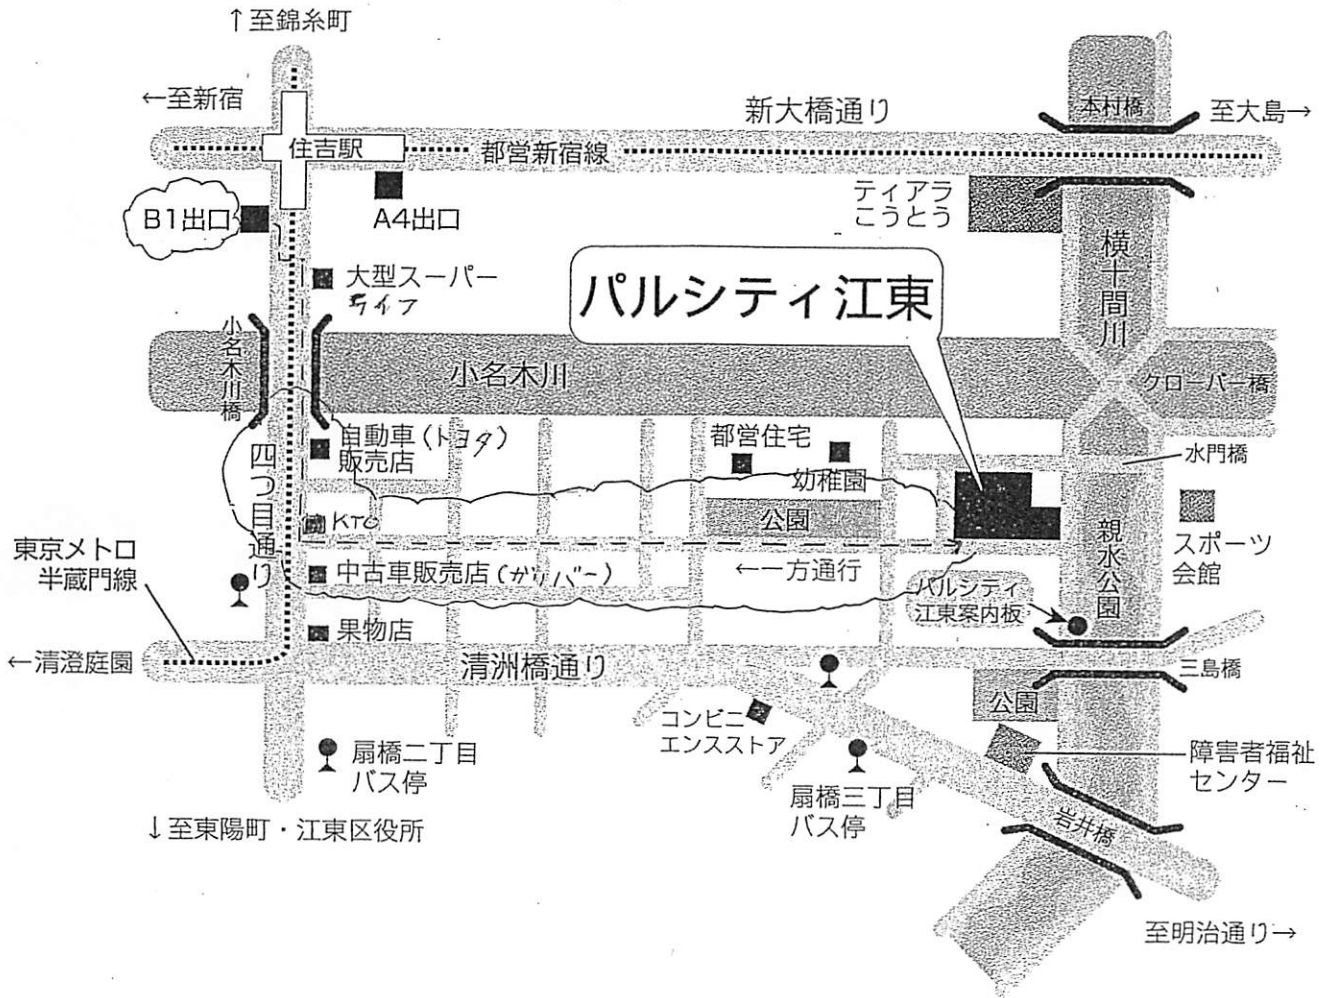 ↑至錦糸町
←至新宿
新大橋通り
本村橋
至大島→
住吉駅
都営新宿線
B1出口
A4出口
ティアラ
こうとう
横十間川
大型スーパー
ライフ
パルシティ江東
小名木川橋
小名木川
クローバー橋
自動車(トヨタ)
販売店
都営住宅
幼稚園
水門橋
四つ目通り
KTC
公園
親水公園
スポーツ
会館
東京メトロ
半蔵門線
中古車販売店(ガリバー)
←一方通行
パルシティ
江東案内板
果物店
←清澄庭園
清洲橋通り
三島橋
公園
コンビニ
エンスストア
扇橋二丁目
バス停
扇橋三丁目
バス停
障害者福祉
センター
↓至東陽町・江東区役所
岩井橋
至明治通り→